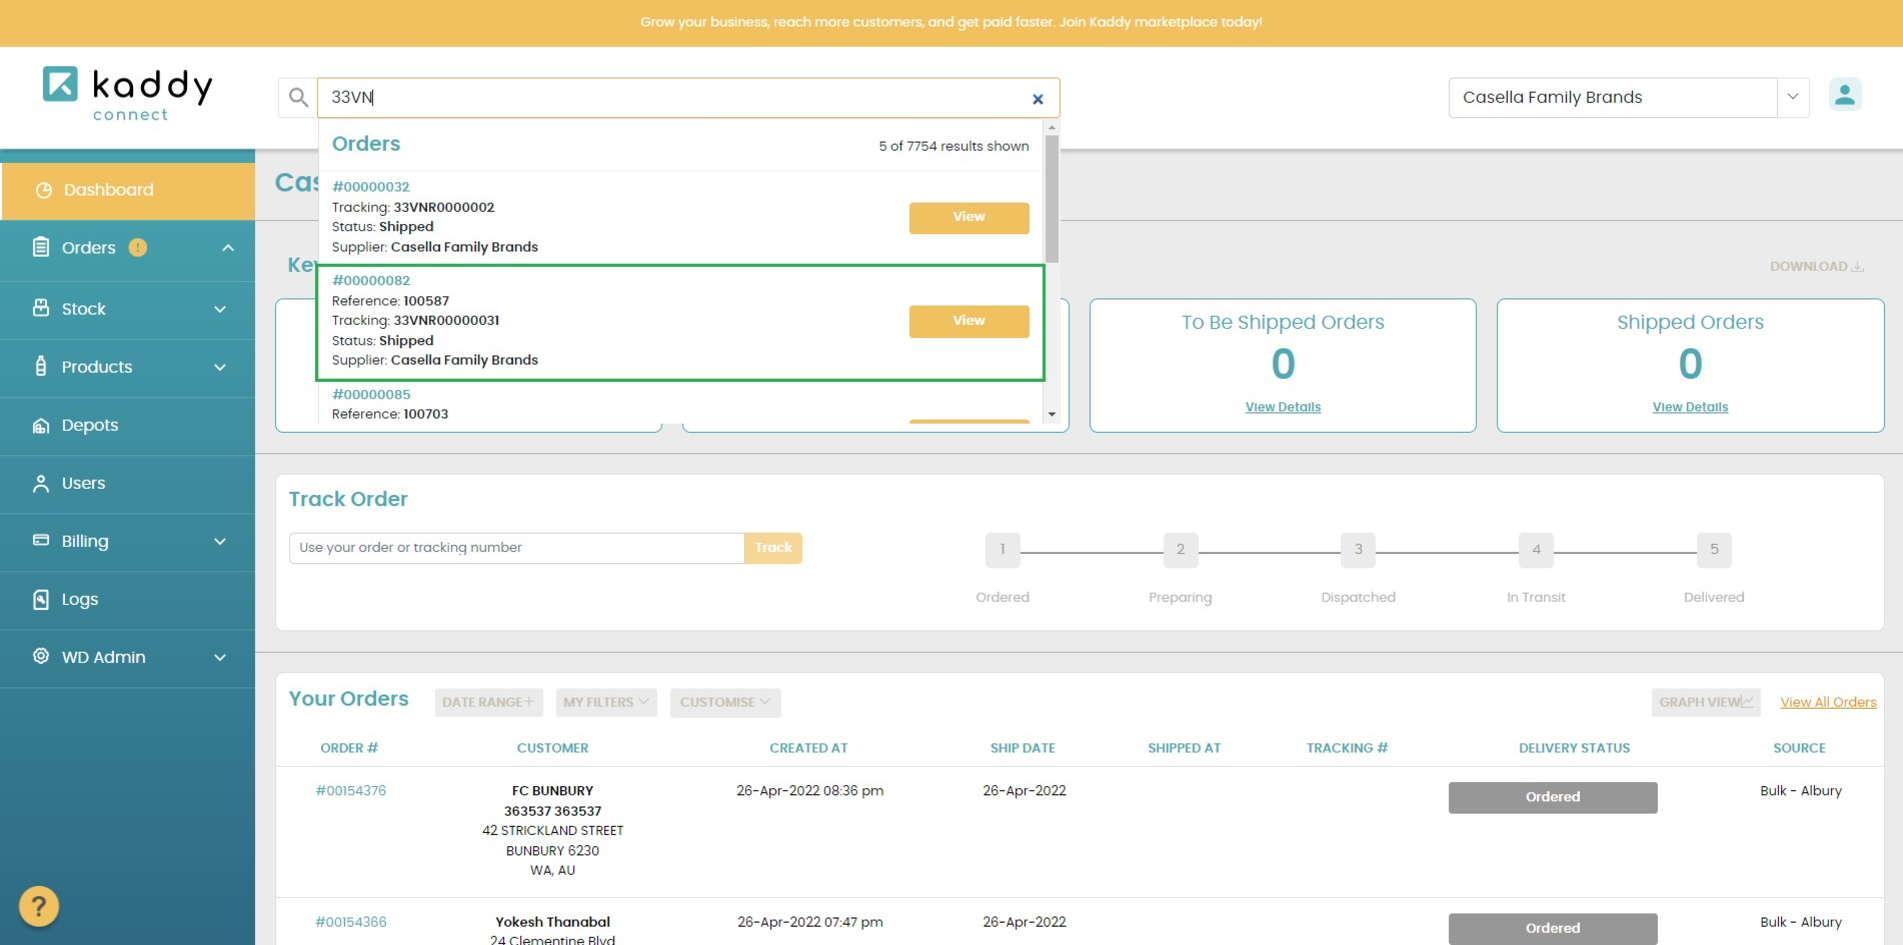 Grow your business, reach more customers, and get paid faster. Join Kaddy marketplace today!
kaddy
connect
33VN
Casella Family Brands
Orders
5 of 7754 results shown
#00000032
Tracking: 33VNR0000002
Status: Shipped
Supplier: Casella Family Brands
View
#00000082
Reference: 100587
Tracking: 33VNR00000031
Status: Shipped
Supplier: Casella Family Brands
View
#00000085
Reference: 100703
Dashboard
Orders !
Stock
Products
Depots
Users
Billing
Logs
WD Admin
?
DOWNLOAD
To Be Shipped Orders
0
View Details
Shipped Orders
0
View Details
Track Order
Use your order or tracking number
Track
1 2 3 4 5
Ordered Preparing Dispatched In Transit Delivered
Your Orders
DATE RANGE+
MY FILTERS
CUSTOMISE
GRAPH VIEW
View All Orders
ORDER # CUSTOMER CREATED AT SHIP DATE SHIPPED AT TRACKING # DELIVERY STATUS SOURCE
#00154376 FC BUNBURY 26-Apr-2022 08:36 pm 26-Apr-2022 Ordered Bulk - Albury
363537 363537
42 STRICKLAND STREET
BUNBURY 6230
WA, AU
#00154366 Yokesh Thanabal 26-Apr-2022 07:47 pm 26-Apr-2022 Ordered Bulk - Albury
24 Clementine Blvd